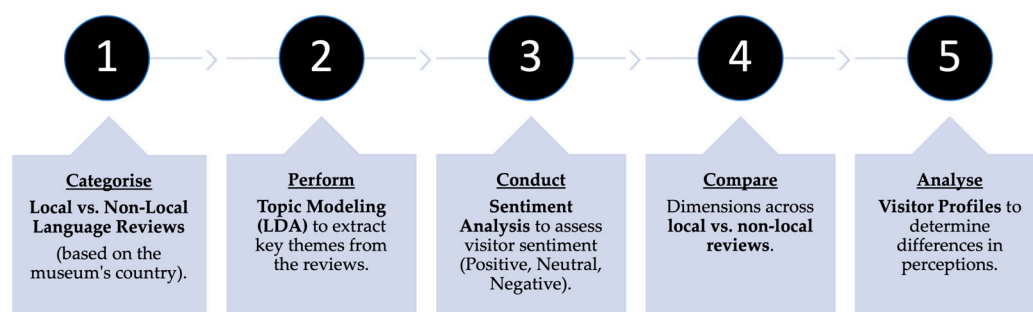 1
2
3
4
5
Categorise
Local vs. Non-Local
Language Reviews
(based on the
museum's country).
Perform
Topic Modeling
(LDA) to extract
key themes from
the reviews.
Conduct
Sentiment
Analysis to assess
visitor sentiment
(Positive, Neutral,
Negative).
Compare
Dimensions across
local vs. non-local
reviews.
Analyse
Visitor Profiles to
determine
differences in
perceptions.